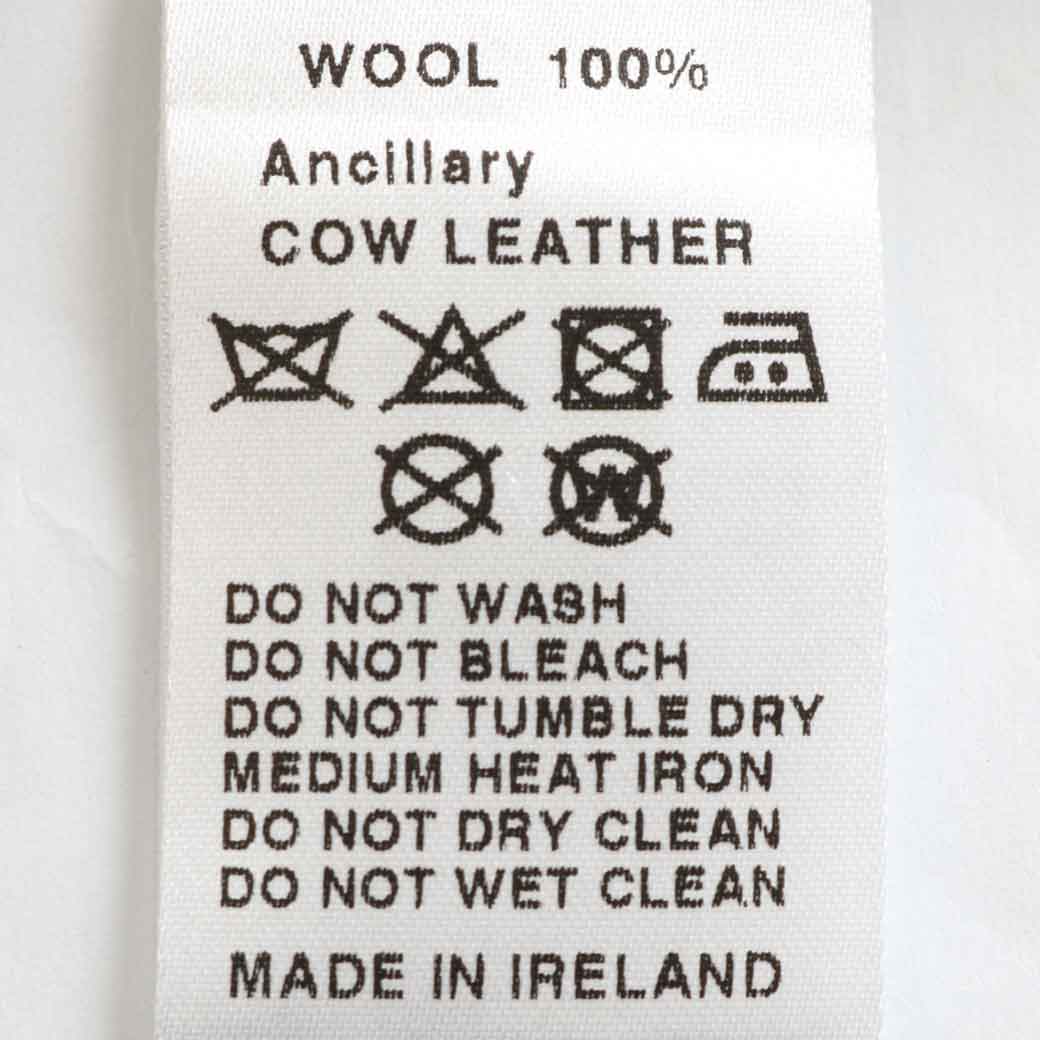 WOOL 100%
Ancillary
COW LEATHER
W
DO NOT WASH
DO NOT BLEACH
DO NOT TUMBLE DRY
MEDIUM HEAT IRON
DO NOT DRY CLEAN
DO NOT WET CLEAN
MADE IN IRELAND